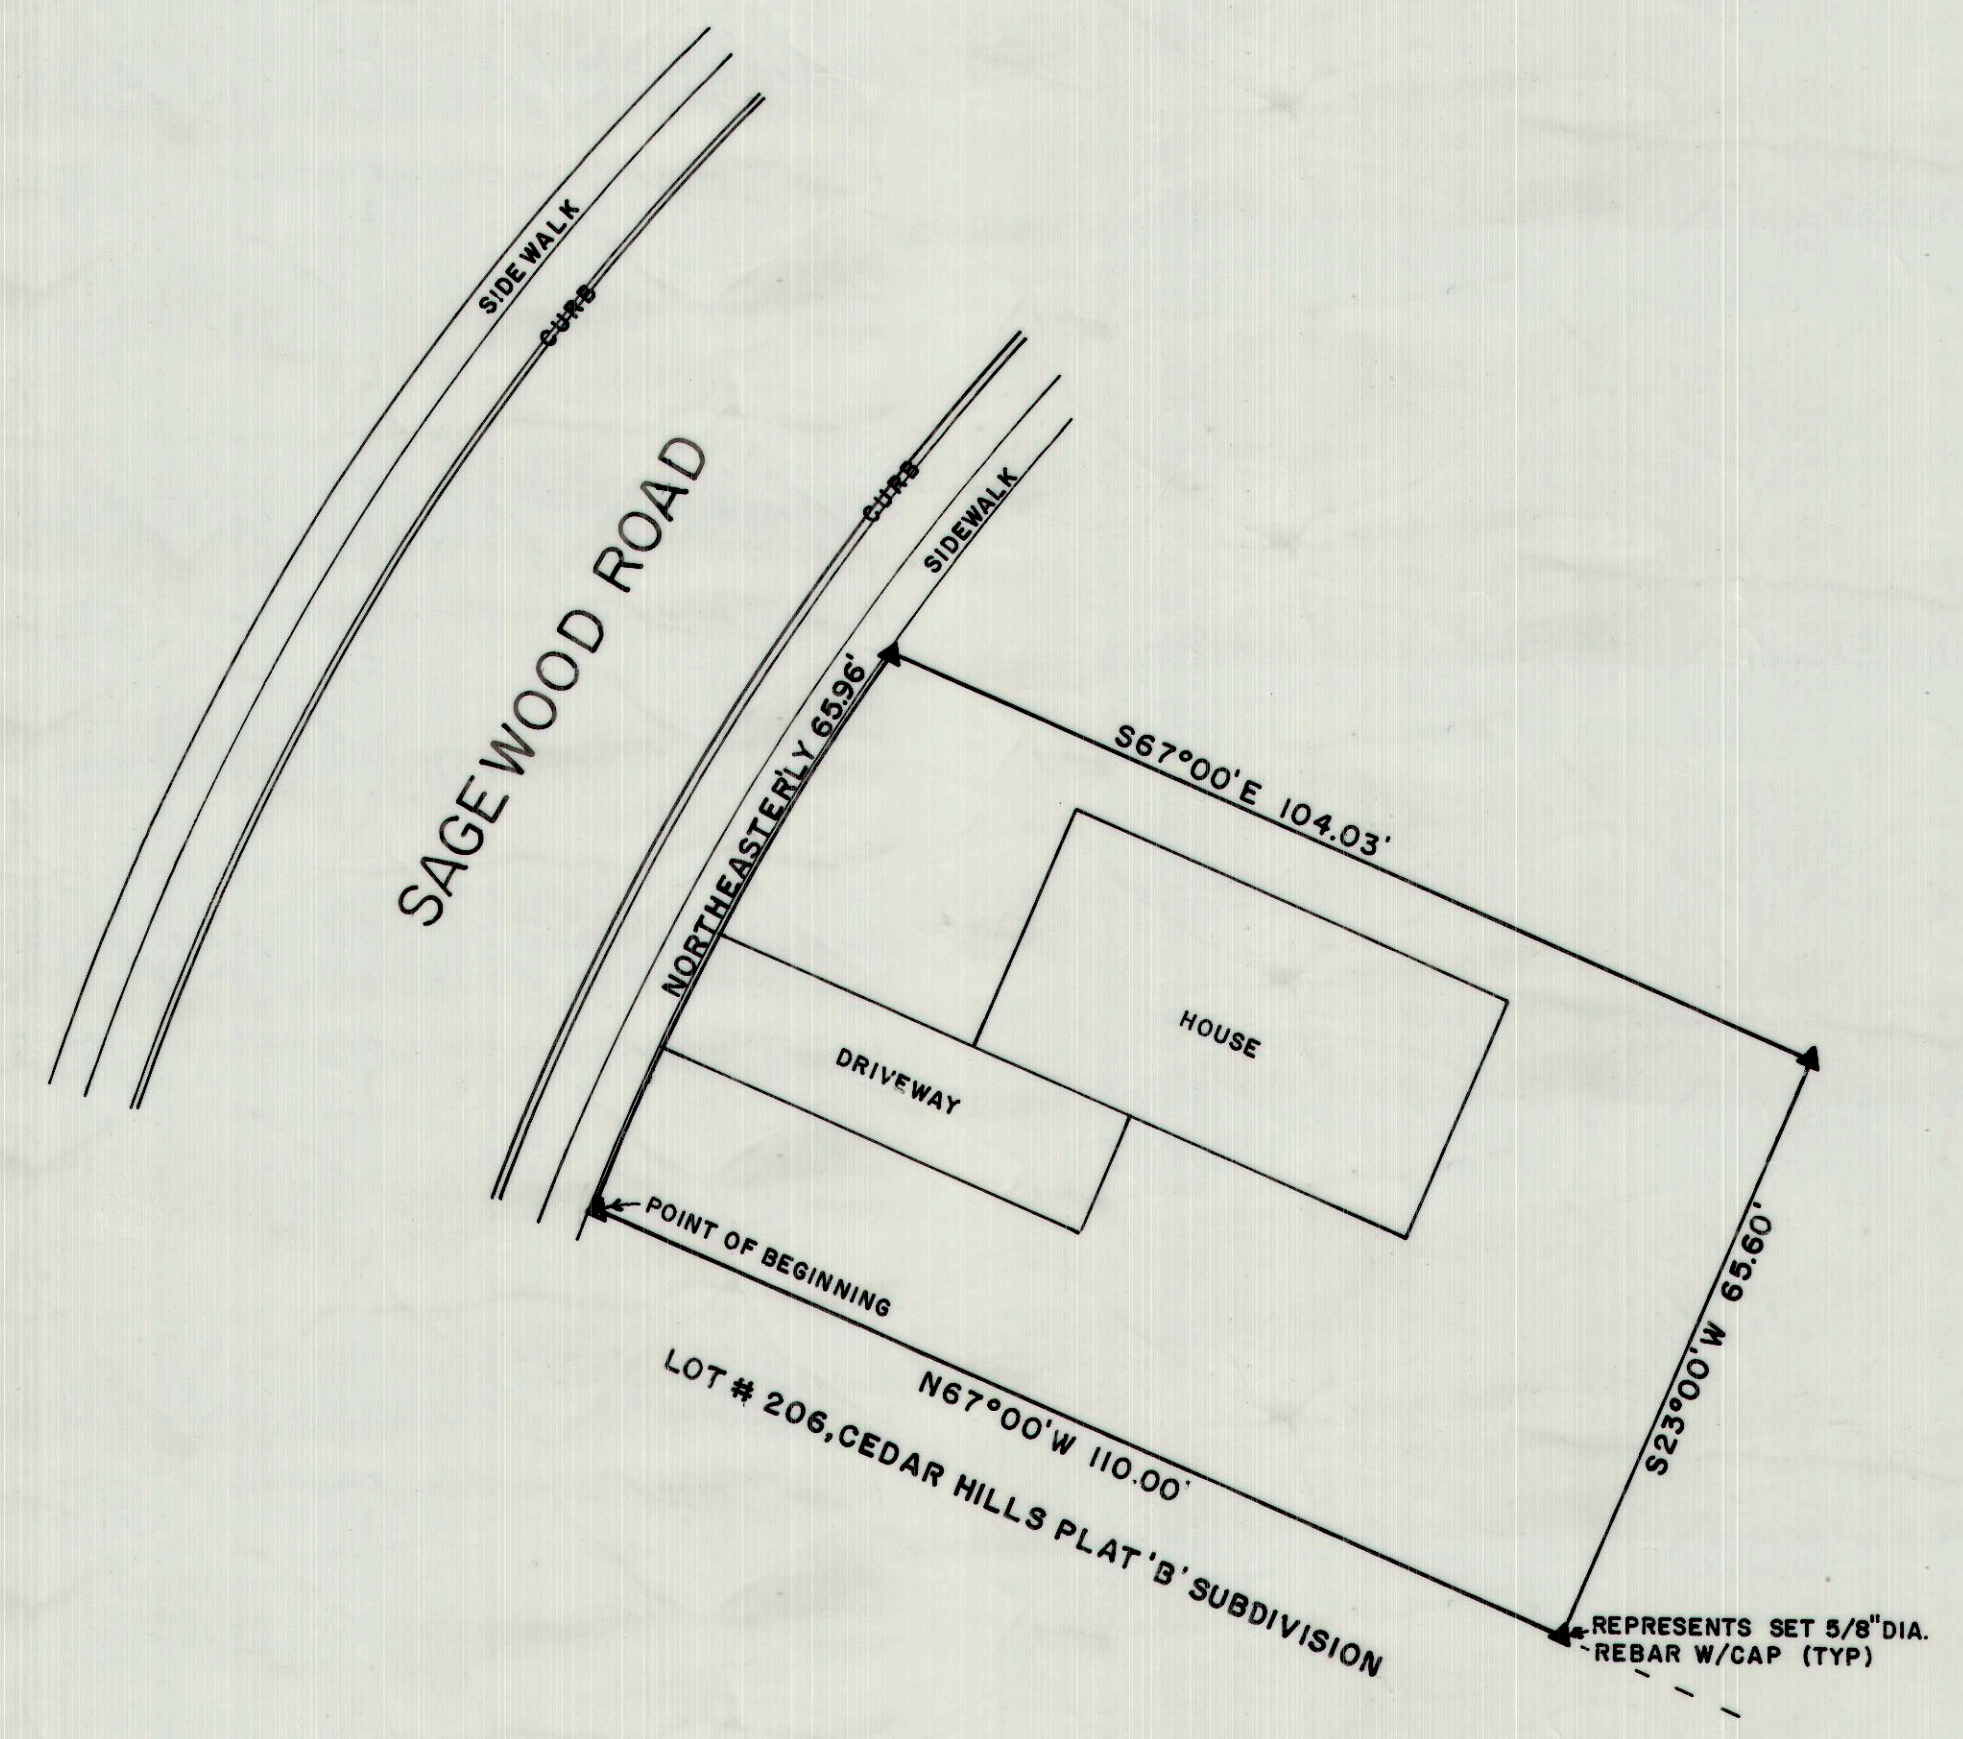 SIDEWALK
CURB
SAGEWOOD ROAD
CURB
SIDEWALK
NORTHEASTERLY 65.96'
S67°00'E 104.03'
HOUSE
DRIVEWAY
POINT OF BEGINNING
S23°00'W 65.60'
N67°00'W 110.00'
LOT # 206, CEDAR HILLS PLAT 'B' SUBDIVISION
REPRESENTS SET 5/8" DIA.
REBAR W/CAP (TYP)